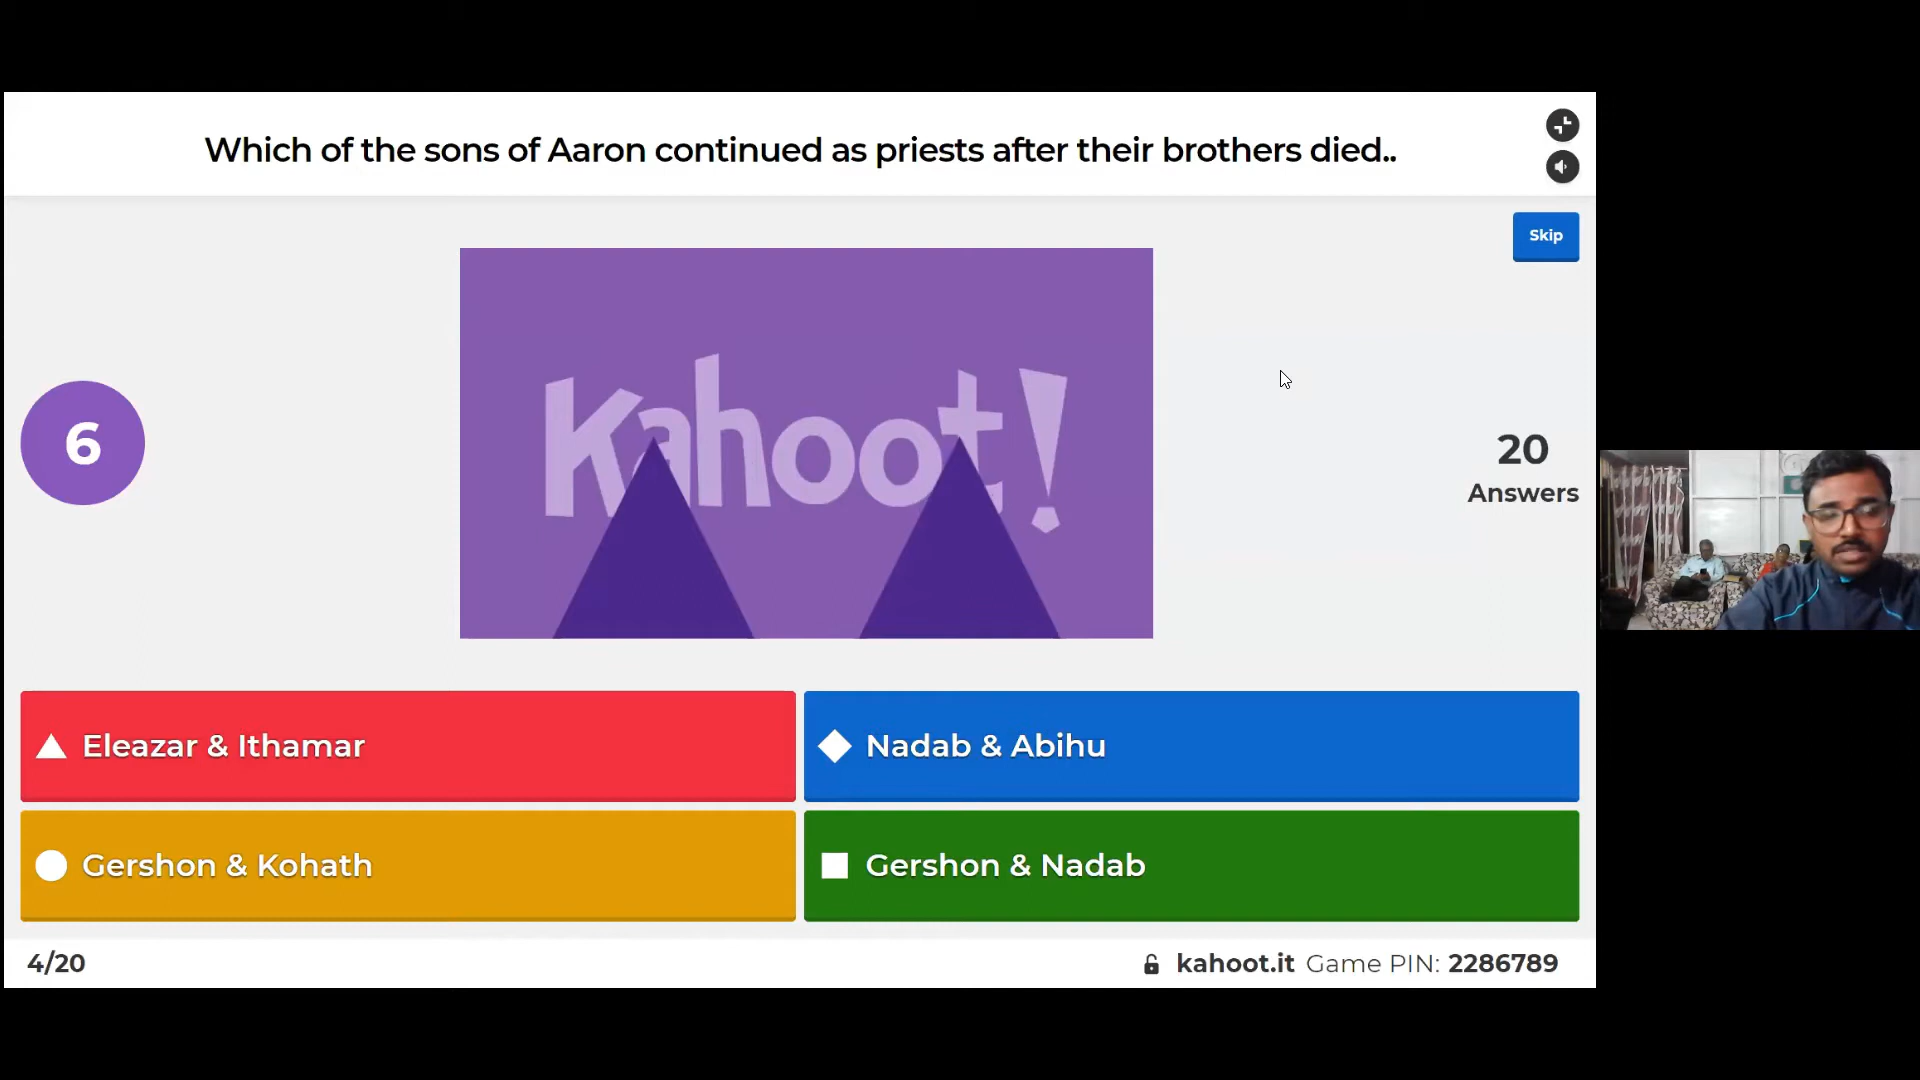 Which of the sons of Aaron continued as priests after their brothers died..
Skip
Kahoot!
6
20
Answers
Eleazar & Ithamar
Nadab & Abihu
Gershon & Kohath
Gershon & Nadab
4/20
kahoot.it Game PIN: 2286789